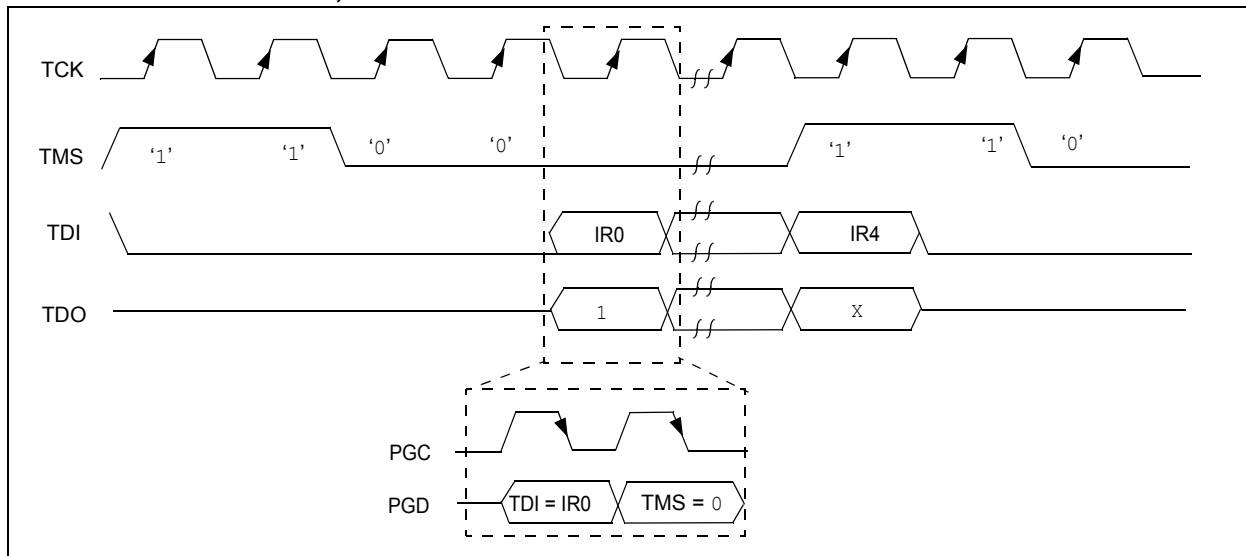 TCK
TMS
‘1’ ‘1’ ‘0’ ‘0’ ‘1’ ‘1’ ‘0’
TDI
IR0 IR4
TDO
1 X
PGC
PGD
TDI = IR0 TMS = 0